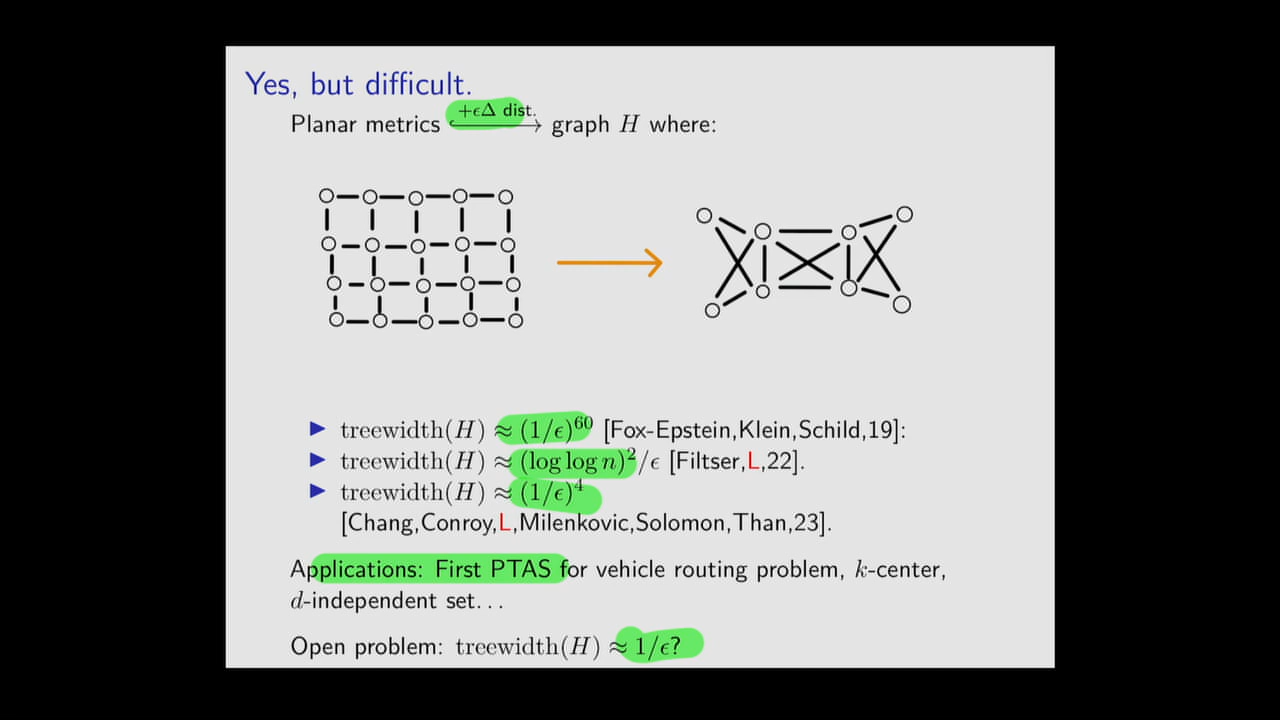 Yes, but difficult.
+ϵΔ dist.
Planar metrics ↪ graph H where:
▶ treewidth(H) ≈ (1/ϵ)^60 [Fox-Epstein,Klein,Schild,19]:
▶ treewidth(H) ≈ (log log n)^2/ϵ [Filtser,L,22].
▶ treewidth(H) ≈ (1/ϵ)^4
[Chang,Conroy,L,Milenkovic,Solomon,Than,23].
Applications: First PTAS for vehicle routing problem, k-center,
d-independent set...
Open problem: treewidth(H) ≈ 1/ϵ?